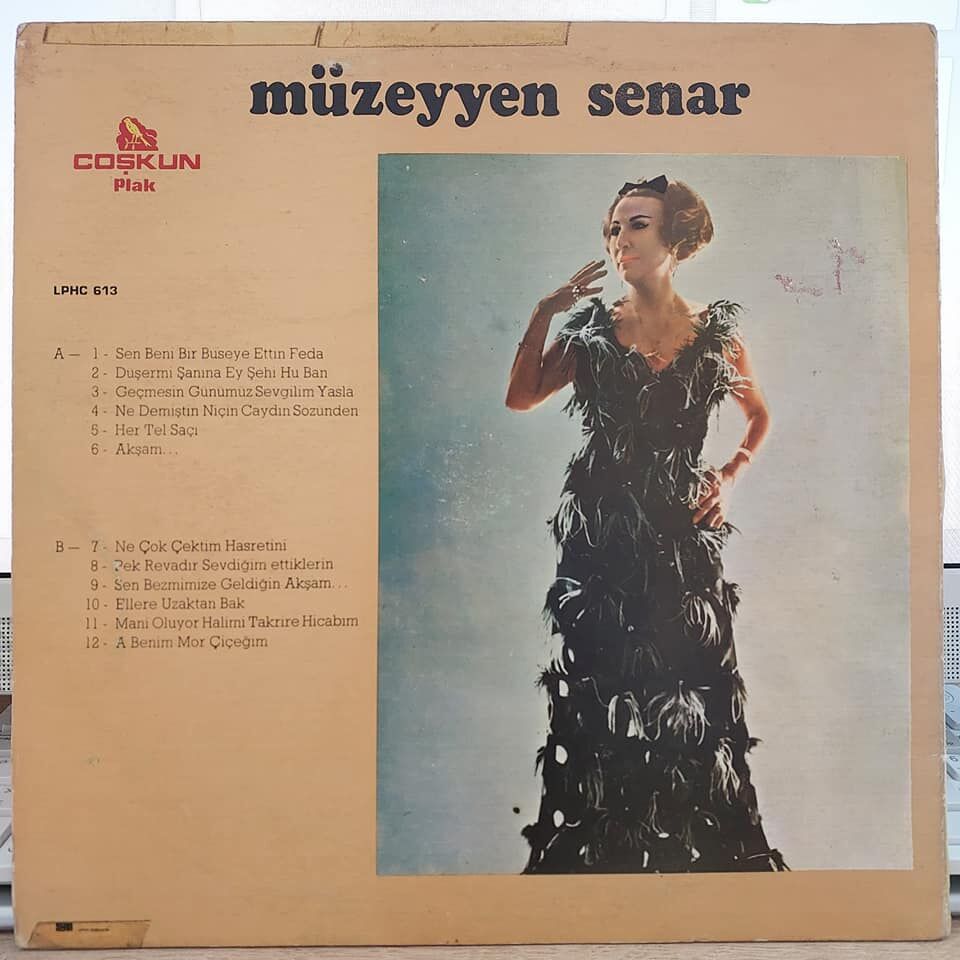 müzeyyen senar
COŞKUN
Plak
LPHC 613
A — 1 - Sen Beni Bir Buseye Ettin Feda
2 - Duşermi Şanına Ey Şehi Hu Ban
3 - Geçmesin Günümüz Sevgilim Yasla
4 - Ne Demiştin Niçin Caydın Sözünden
5 - Her Tel Saçı
6 - Akşam...
B — 7 - Ne Çok Çektim Hasretini
8 - Pek Revadır Sevdiğim ettiklerin
9 - Sen Bezmimize Geldiğin Akşam...
10 - Ellere Uzaktan Bak
11 - Mani Oluyor Halimi Takrire Hicabım
12 - A Benim Mor Çiçeğim